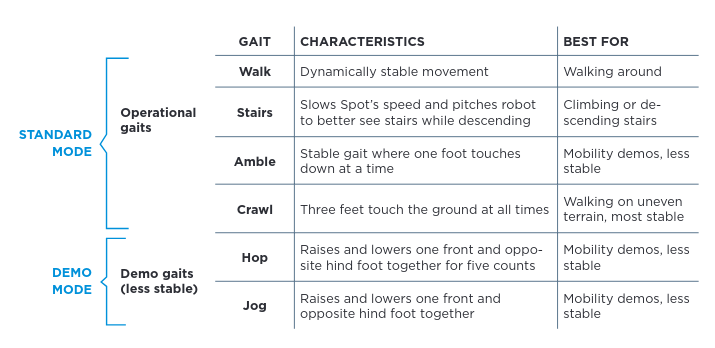 GAIT CHARACTERISTICS BEST FOR
Walk Dynamically stable movement Walking around
STANDARD
MODE
Operational
gaits
Stairs
Slows Spot's speed and pitches robot
to better see stairs while descending
Climbing or de-
scending stairs
Amble
Stable gait where one foot touches
down at a time
Mobility demos, less
stable
Crawl
Three feet touch the ground at all times
Walking on uneven
terrain, most stable
DEMO
MODE
Demo gaits
(less stable)
Hop
Raises and lowers one front and oppo-
site hind foot together for five counts
Mobility demos, less
stable
Jog
Raises and lowers one front and
opposite hind foot together
Mobility demos, less
stable